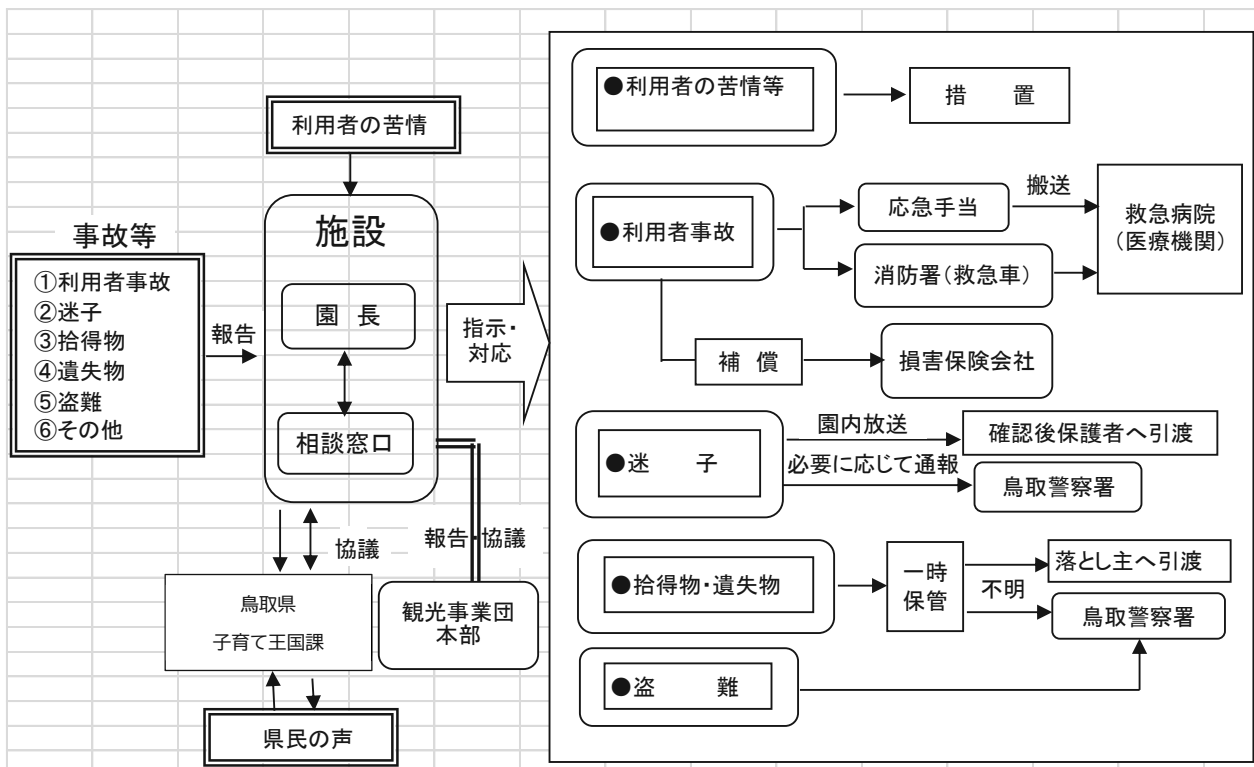 利用者の苦情
事故等
①利用者事故
②迷子
③拾得物
④遺失物
⑤盗難
⑥その他
報告
施設
園 長
相談窓口
指示・
対応
協議
報告・協議
鳥取県
子育て王国課
観光事業団
本部
県民の声
●利用者の苦情等
措 置
●利用者事故
応急手当
搬送
救急病院
（医療機関）
消防署（救急車）
補 償
損害保険会社
●迷 子
園内放送
確認後保護者へ引渡
必要に応じて通報
鳥取警察署
●拾得物・遺失物
一時
保管
落とし主へ引渡
不明
鳥取警察署
●盗 難